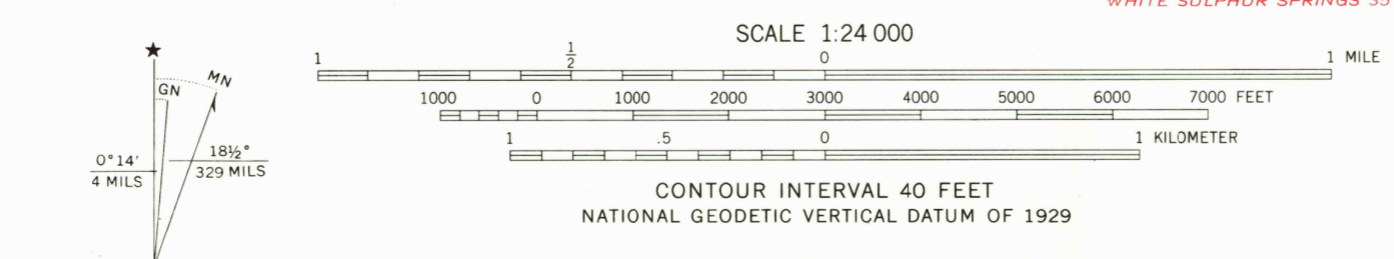 WHITE SULPHUR SPRINGS 35
SCALE 1:24 000
1 ½ 0 1 MILE
1000 0 1000 2000 3000 4000 5000 6000 7000 FEET
1 .5 0 1 KILOMETER
CONTOUR INTERVAL 40 FEET
NATIONAL GEODETIC VERTICAL DATUM OF 1929
★
MN
GN
0°14'
4 MILS
18½°
329 MILS